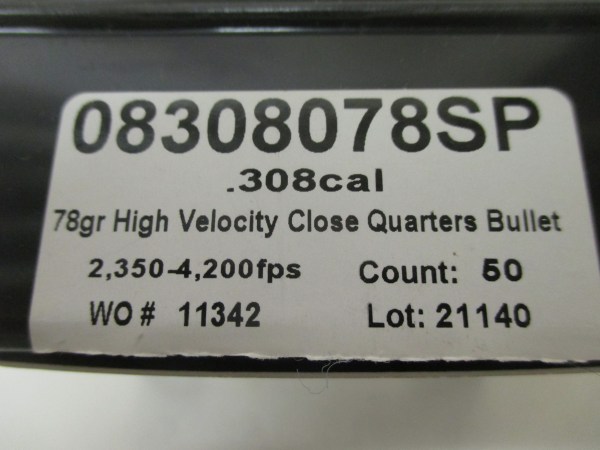 08308078SP
.308cal
78gr High Velocity Close Quarters Bullet
2,350-4,200fps Count: 50
WO # 11342 Lot: 21140